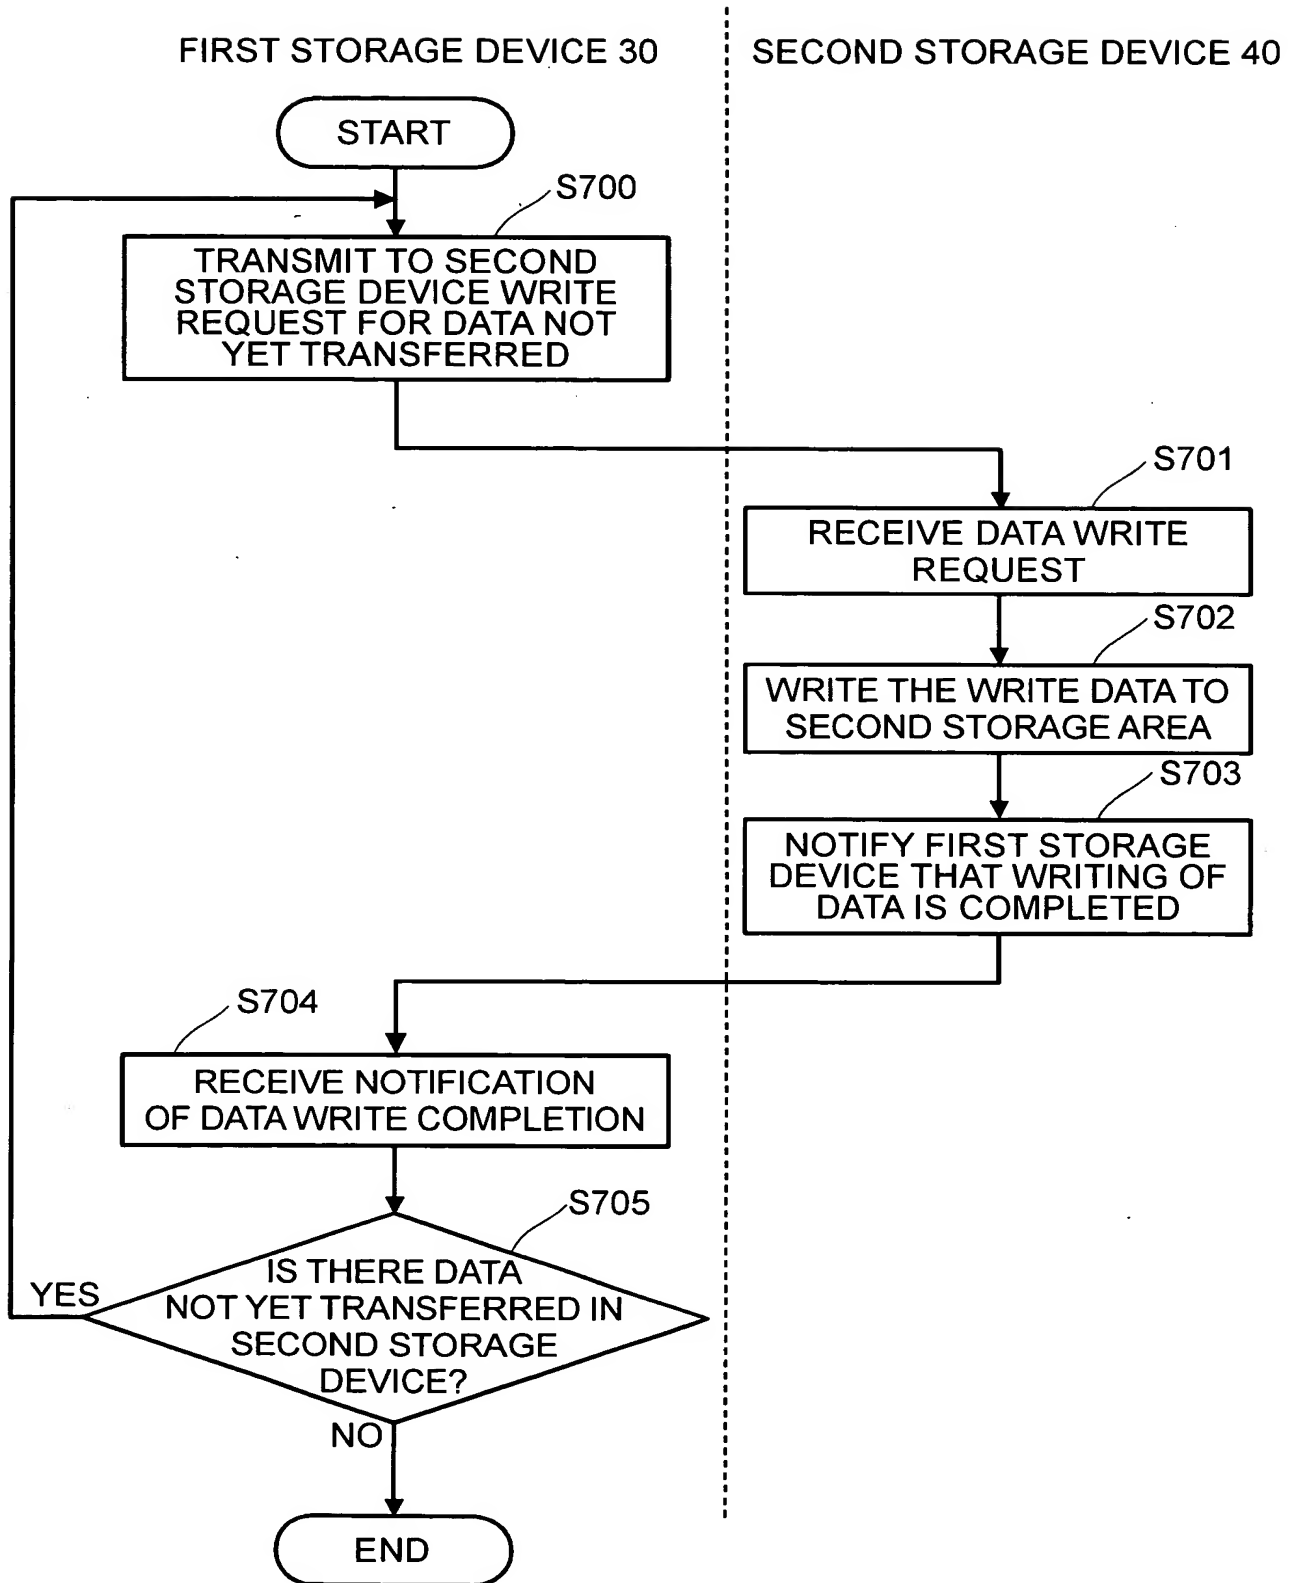 FIRST STORAGE DEVICE 30
SECOND STORAGE DEVICE 40
START
S700
TRANSMIT TO SECOND
STORAGE DEVICE WRITE
REQUEST FOR DATA NOT
YET TRANSFERRED
S701
RECEIVE DATA WRITE
REQUEST
S702
WRITE THE WRITE DATA TO
SECOND STORAGE AREA
S703
NOTIFY FIRST STORAGE
DEVICE THAT WRITING OF
DATA IS COMPLETED
S704
RECEIVE NOTIFICATION
OF DATA WRITE COMPLETION
S705
IS THERE DATA
NOT YET TRANSFERRED IN
SECOND STORAGE
DEVICE?
YES
NO
END